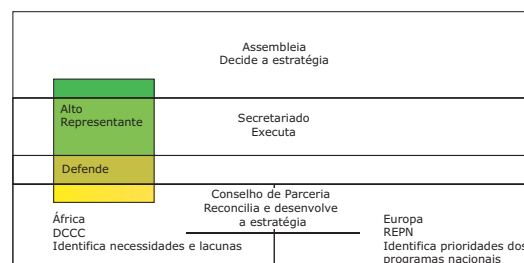 Assembleia
Decide a estratégia
Alto
Representante
Secretariado
Executa
Defende
Conselho de Parceria
Reconcilia e desenvolve
a estratégia
África
DCCC
Identifica necessidades e lacunas
Europa
REPN
Identifica prioridades dos
programas nacionais